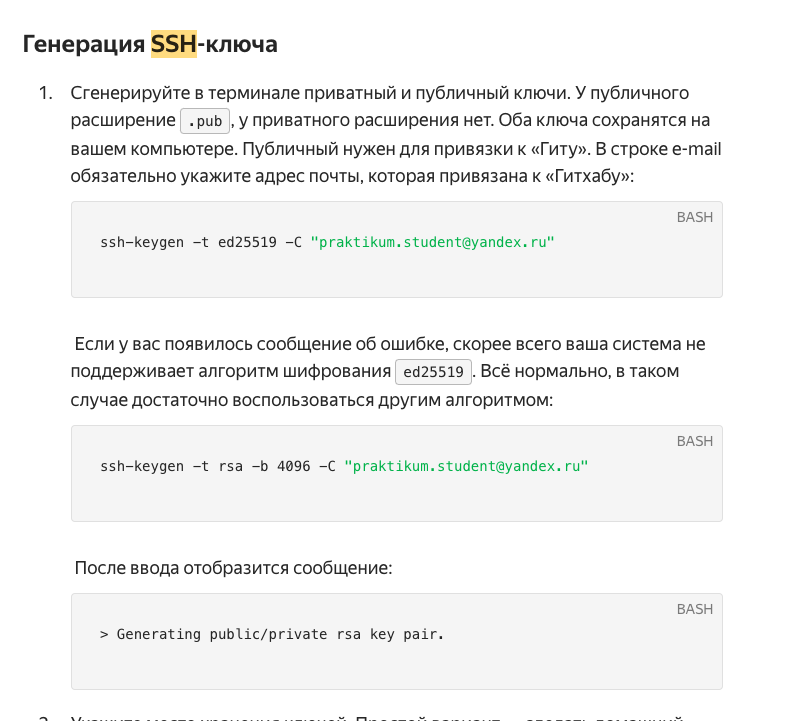 Генерация SSH-ключа
1. Сгенерируйте в терминале приватный и публичный ключи. У публичного
расширение .pub, у приватного расширения нет. Оба ключа сохранятся на
вашем компьютере. Публичный нужен для привязки к «Гиту». В строке e-mail
обязательно укажите адрес почты, которая привязана к «Гитхабу»:
BASH
ssh-keygen -t ed25519 -C "praktikum.student@yandex.ru"
Если у вас появилось сообщение об ошибке, скорее всего ваша система не
поддерживает алгоритм шифрования ed25519. Всё нормально, в таком
случае достаточно воспользоваться другим алгоритмом:
BASH
ssh-keygen -t rsa -b 4096 -C "praktikum.student@yandex.ru"
После ввода отобразится сообщение:
BASH
> Generating public/private rsa key pair.